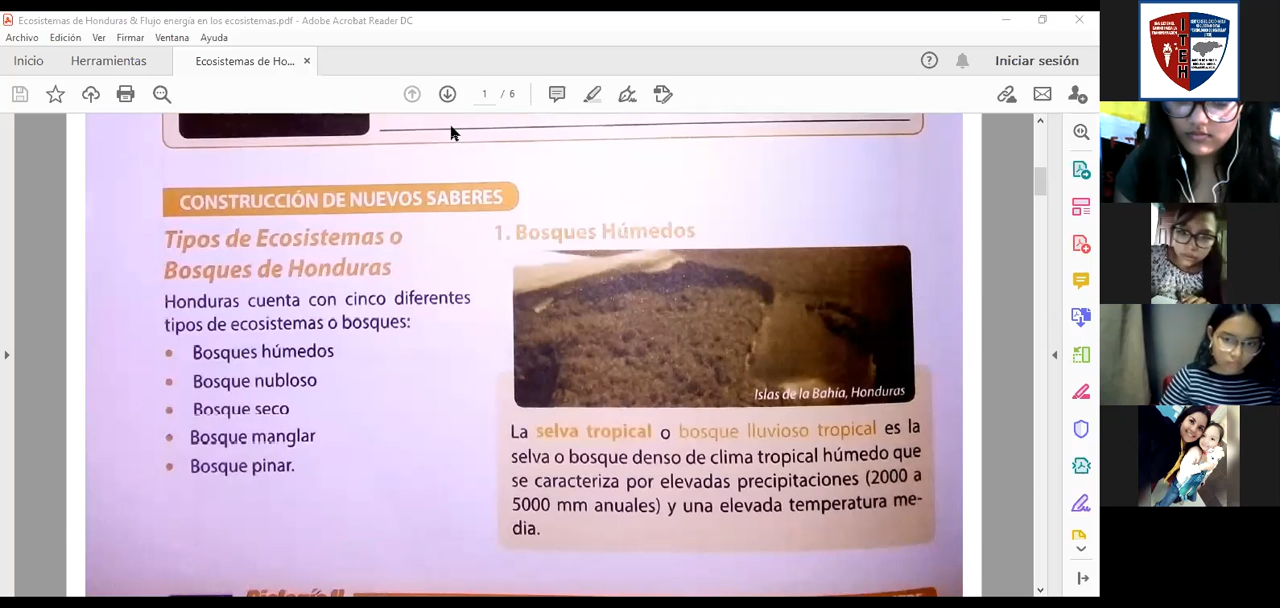 Ecosistemas de Honduras & Flujo energía en los ecosistemas.pdf - Adobe Acrobat Reader DC
Archivo Edición Ver Firmar Ventana Ayuda
Inicio Herramientas Ecosistemas de Ho... × Iniciar sesión
1 / 6
CONSTRUCCIÓN DE NUEVOS SABERES
Tipos de Ecosistemas o
Bosques de Honduras
Honduras cuenta con cinco diferentes
tipos de ecosistemas o bosques:
• Bosques húmedos
• Bosque nubloso
• Bosque seco
• Bosque manglar
• Bosque pinar.
1. Bosques Húmedos
Islas de la Bahía, Honduras
La selva tropical o bosque lluvioso tropical es la
selva o bosque denso de clima tropical húmedo que
se caracteriza por elevadas precipitaciones (2000 a
5000 mm anuales) y una elevada temperatura me-
dia.
Biología II
ITCH